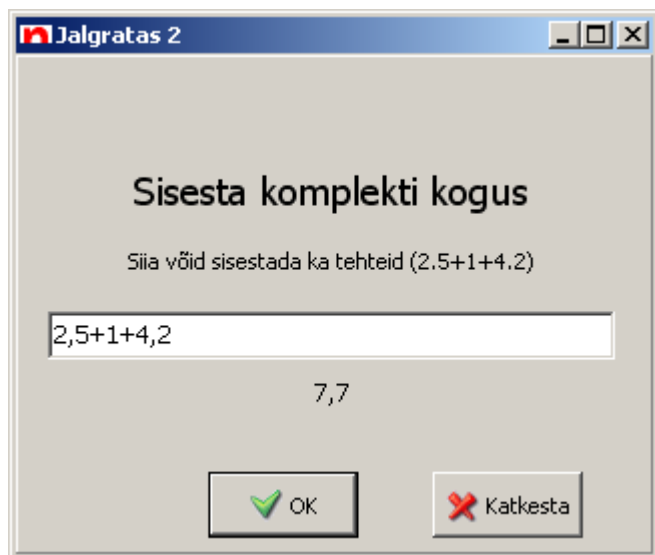 Jalgratas 2
Sisesta komplekti kogus
Siia võid sisestada ka tehteid (2.5+1+4.2)
2,5+1+4,2
7,7
OK
Katkesta